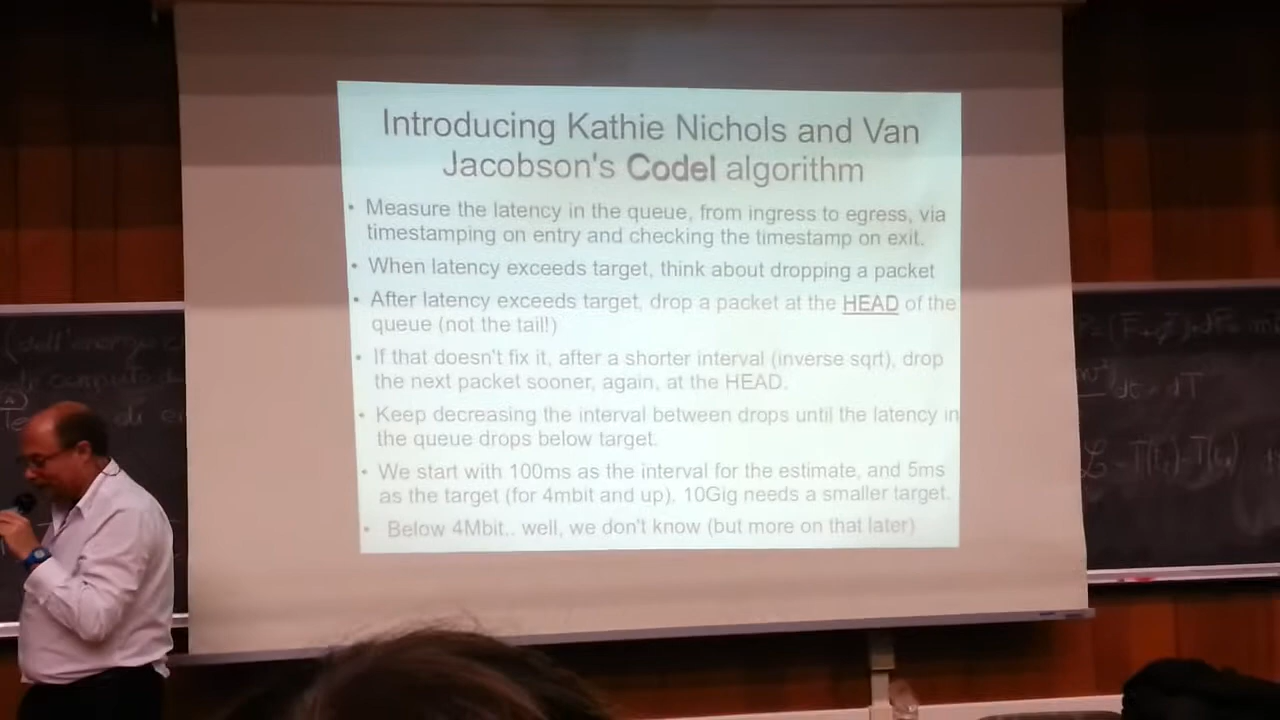 Introducing Kathie Nichols and Van
Jacobson's Codel algorithm
• Measure the latency in the queue, from ingress to egress, via
timestamping on entry and checking the timestamp on exit.
• When latency exceeds target, think about dropping a packet
• After latency exceeds target, drop a packet at the HEAD of the
queue (not the tail!)
• If that doesn't fix it, after a shorter interval (inverse sqrt), drop
the next packet sooner, again, at the HEAD.
• Keep decreasing the interval between drops until the latency in
the queue drops below target.
• We start with 100ms as the interval for the estimate, and 5ms
as the target (for 4mbit and up). 10Gig needs a smaller target.
• Below 4Mbit.. well, we don't know (but more on that later)
(dell'energia
computo
di
dt = dT